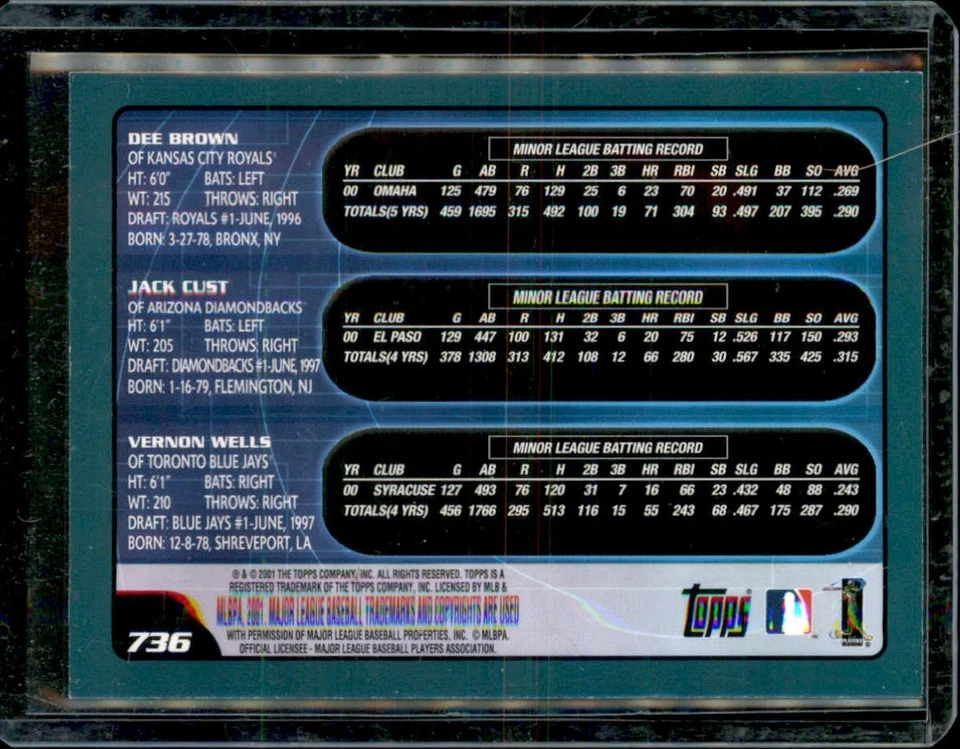 DEE BROWN
OF KANSAS CITY ROYALS
HT: 6'0" BATS: LEFT
WT: 215 THROWS: RIGHT
DRAFT: ROYALS #1-JUNE, 1996
BORN: 3-27-78, BRONX, NY
MINOR LEAGUE BATTING RECORD
YR CLUB G AB R H 2B 3B HR RBI SB SLG BB SO AVG
00 OMAHA 125 479 76 129 25 6 23 70 20 .491 37 112 .269
TOTALS(5 YRS) 459 1695 315 492 100 19 71 304 93 .497 207 395 .290
JACK CUST
OF ARIZONA DIAMONDBACKS
HT: 6'1" BATS: LEFT
WT: 205 THROWS: RIGHT
DRAFT: DIAMONDBACKS #1-JUNE, 1997
BORN: 1-16-79, FLEMINGTON, NJ
MINOR LEAGUE BATTING RECORD
YR CLUB G AB R H 2B 3B HR RBI SB SLG BB SO AVG
00 EL PASO 129 447 100 131 32 6 20 75 12 .526 117 150 .293
TOTALS(4 YRS) 378 1308 313 412 108 12 66 280 30 .567 335 425 .315
VERNON WELLS
OF TORONTO BLUE JAYS
HT: 6'1" BATS: RIGHT
WT: 210 THROWS: RIGHT
DRAFT: BLUE JAYS #1-JUNE, 1997
BORN: 12-8-78, SHREVEPORT, LA
MINOR LEAGUE BATTING RECORD
YR CLUB G AB R H 2B 3B HR RBI SB SLG BB SO AVG
00 SYRACUSE 127 493 76 120 31 7 16 66 23 .432 48 88 .243
TOTALS(4 YRS) 456 1766 295 513 116 15 55 243 68 .467 175 287 .290
® & © 2001 THE TOPPS COMPANY, INC. ALL RIGHTS RESERVED. TOPPS IS A
REGISTERED TRADEMARK OF THE TOPPS COMPANY, INC. LICENSED BY MLB &
MLBPA, 2001. MAJOR LEAGUE BASEBALL TRADEMARKS AND COPYRIGHTS ARE USED
WITH PERMISSION OF MAJOR LEAGUE BASEBALL PROPERTIES, INC. © MLBPA.
OFFICIAL LICENSEE - MAJOR LEAGUE BASEBALL PLAYERS ASSOCIATION.
736
Topps